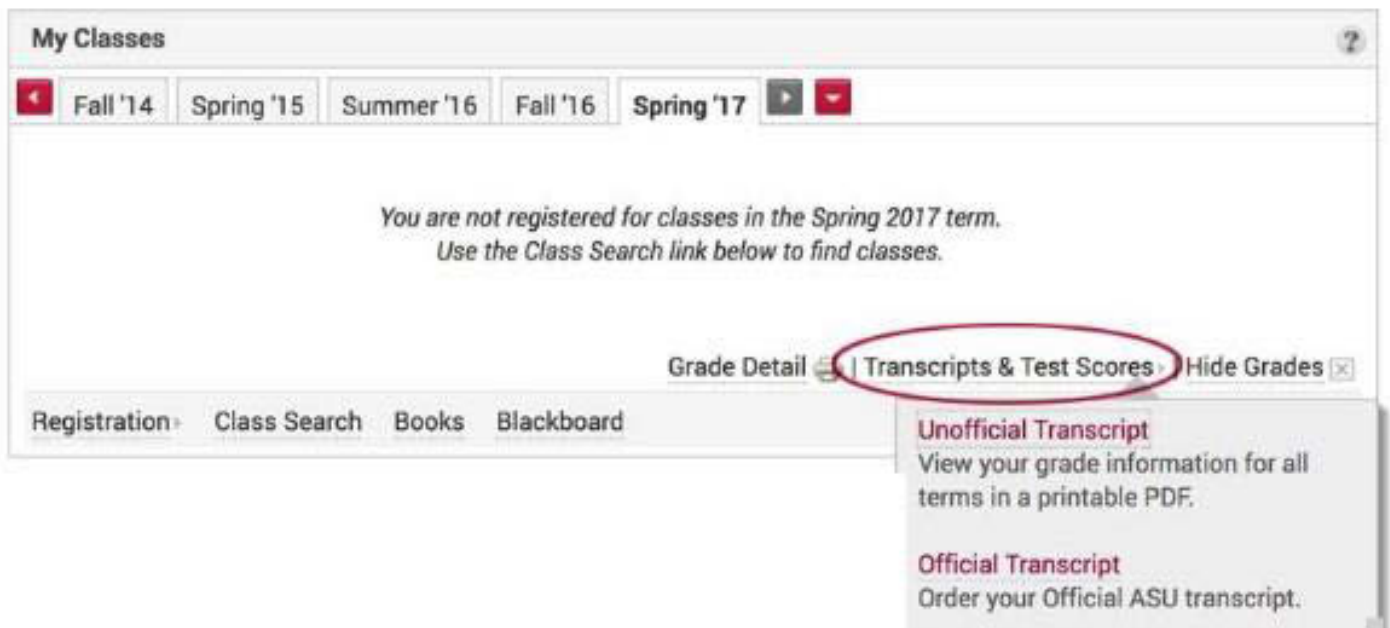 My Classes ?
Fall '14 Spring '15 Summer '16 Fall '16 Spring '17
You are not registered for classes in the Spring 2017 term.
Use the Class Search link below to find classes.
Grade Detail | Transcripts & Test Scores | Hide Grades
Registration Class Search Books Blackboard
Unofficial Transcript
View your grade information for all
terms in a printable PDF.
Official Transcript
Order your Official ASU transcript.